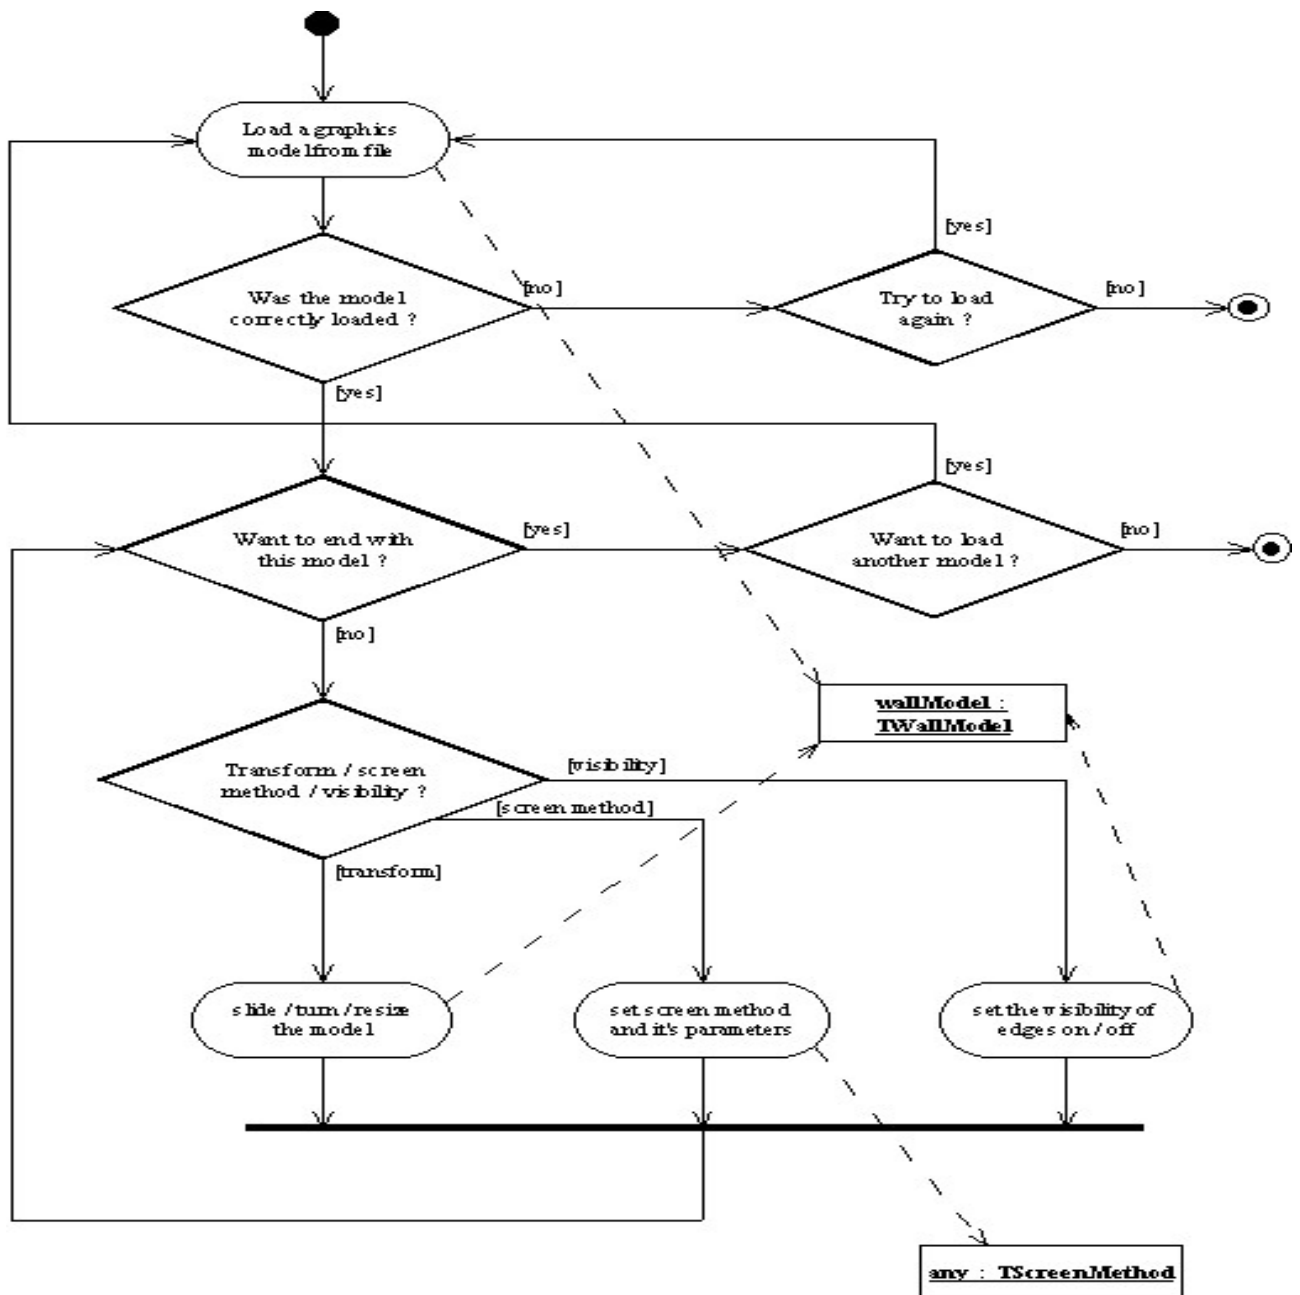 Load a graphics
model from file
[yes]
Was the model
correctly loaded ?
[no]
Try to load
again ?
[no]
[yes]
[yes]
Want to end with
this model ?
[yes]
Want to load
another model ?
[no]
[no]
wallModel :
TWallModel
Transform / screen
method / visibility ?
[visibility]
[screen method]
[transform]
slide / turn / resize
the model
set screen method
and it's parameters
set the visibility of
edges on / off
any : TScreenMethod